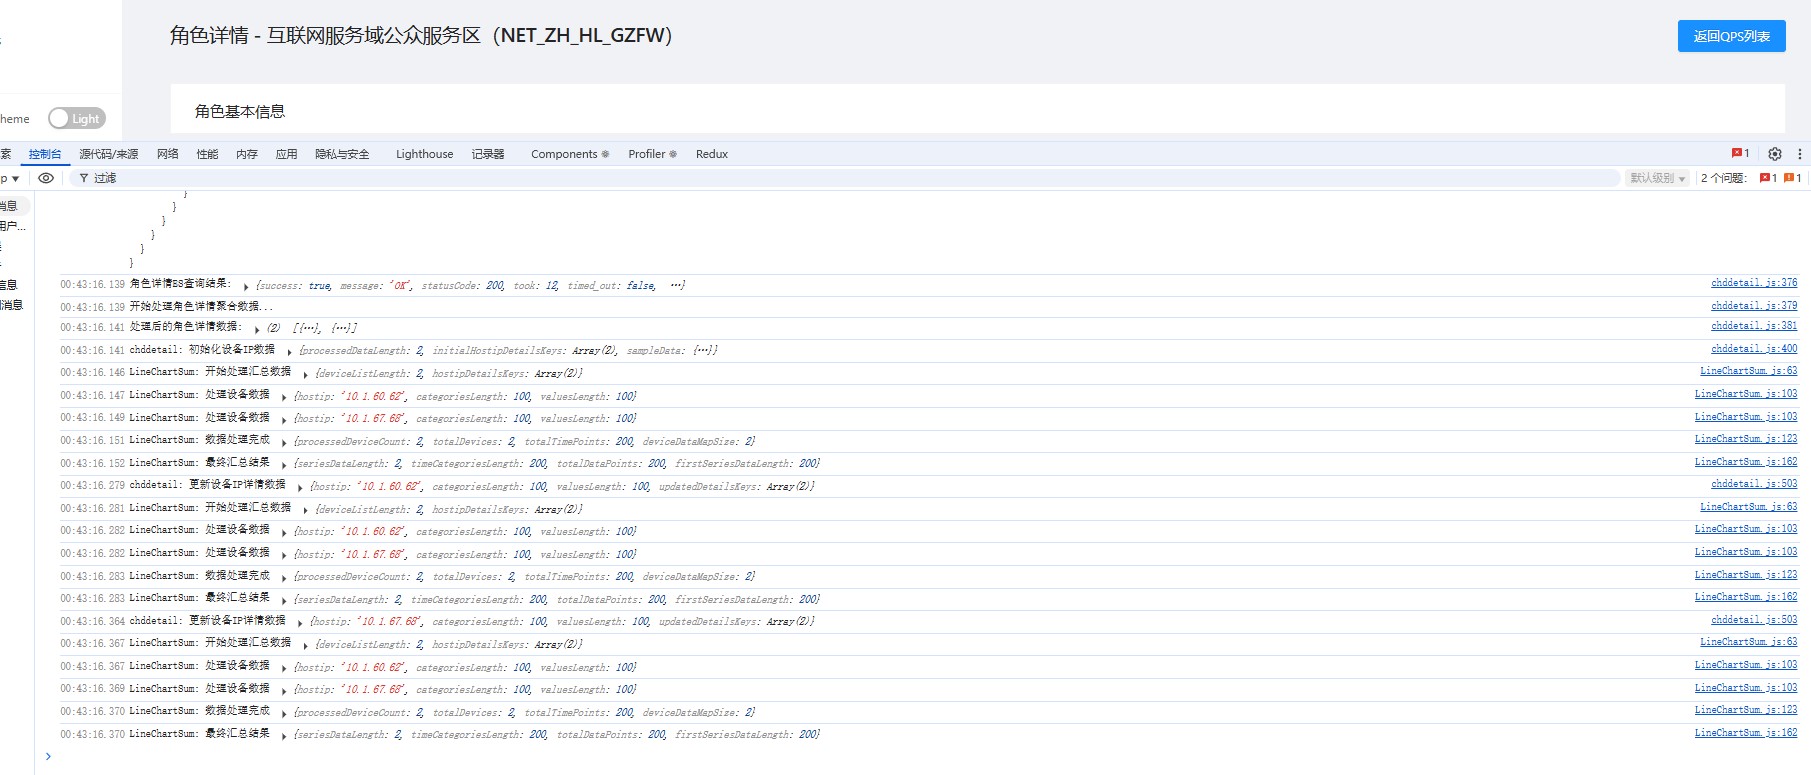 角色详情 - 互联网服务域公众服务区（NET_ZH_HL_GZFW）
返回QPS列表
heme Light
角色基本信息
索 控制台 源代码/来源 网络 性能 内存 应用 隐私与安全 Lighthouse 记录器 Components Profiler Redux 1
p 过滤 默认级别 2 个问题： 1 1
消息
用户...
信息
消息
}
}
}
}
}
}
00:43:16.139 角色详情ES查询结果: {success: true, message: 'OK', statusCode: 200, took: 12, timed_out: false, …} chddetail.js:376
00:43:16.139 开始处理角色详情聚合数据... chddetail.js:379
00:43:16.141 处理后的角色详情数据: (2) [{…}, {…}] chddetail.js:381
00:43:16.141 chddetail: 初始化设备IP数据 {processedDataLength: 2, initialHostipDetailsKeys: Array(2), sampleData: {…}} chddetail.js:400
00:43:16.146 LineChartSum: 开始处理汇总数据 {deviceListLength: 2, hostipDetailsKeys: Array(2)} LineChartSum.js:63
00:43:16.147 LineChartSum: 处理设备数据 {hostip: '10.1.60.62', categoriesLength: 100, valuesLength: 100} LineChartSum.js:103
00:43:16.149 LineChartSum: 处理设备数据 {hostip: '10.1.67.68', categoriesLength: 100, valuesLength: 100} LineChartSum.js:103
00:43:16.151 LineChartSum: 数据处理完成 {processedDeviceCount: 2, totalDevices: 2, totalTimePoints: 200, deviceDataMapSize: 2} LineChartSum.js:123
00:43:16.152 LineChartSum: 最终汇总结果 {seriesDataLength: 2, timeCategoriesLength: 200, totalDataPoints: 200, firstSeriesDataLength: 200} LineChartSum.js:162
00:43:16.279 chddetail: 更新设备IP详情数据 {hostip: '10.1.60.62', categoriesLength: 100, valuesLength: 100, updatedDetailsKeys: Array(2)} chddetail.js:503
00:43:16.281 LineChartSum: 开始处理汇总数据 {deviceListLength: 2, hostipDetailsKeys: Array(2)} LineChartSum.js:63
00:43:16.282 LineChartSum: 处理设备数据 {hostip: '10.1.60.62', categoriesLength: 100, valuesLength: 100} LineChartSum.js:103
00:43:16.282 LineChartSum: 处理设备数据 {hostip: '10.1.67.68', categoriesLength: 100, valuesLength: 100} LineChartSum.js:103
00:43:16.283 LineChartSum: 数据处理完成 {processedDeviceCount: 2, totalDevices: 2, totalTimePoints: 200, deviceDataMapSize: 2} LineChartSum.js:123
00:43:16.283 LineChartSum: 最终汇总结果 {seriesDataLength: 2, timeCategoriesLength: 200, totalDataPoints: 200, firstSeriesDataLength: 200} LineChartSum.js:162
00:43:16.364 chddetail: 更新设备IP详情数据 {hostip: '10.1.67.68', categoriesLength: 100, valuesLength: 100, updatedDetailsKeys: Array(2)} chddetail.js:503
00:43:16.367 LineChartSum: 开始处理汇总数据 {deviceListLength: 2, hostipDetailsKeys: Array(2)} LineChartSum.js:63
00:43:16.367 LineChartSum: 处理设备数据 {hostip: '10.1.60.62', categoriesLength: 100, valuesLength: 100} LineChartSum.js:103
00:43:16.369 LineChartSum: 处理设备数据 {hostip: '10.1.67.68', categoriesLength: 100, valuesLength: 100} LineChartSum.js:103
00:43:16.370 LineChartSum: 数据处理完成 {processedDeviceCount: 2, totalDevices: 2, totalTimePoints: 200, deviceDataMapSize: 2} LineChartSum.js:123
00:43:16.370 LineChartSum: 最终汇总结果 {seriesDataLength: 2, timeCategoriesLength: 200, totalDataPoints: 200, firstSeriesDataLength: 200} LineChartSum.js:162